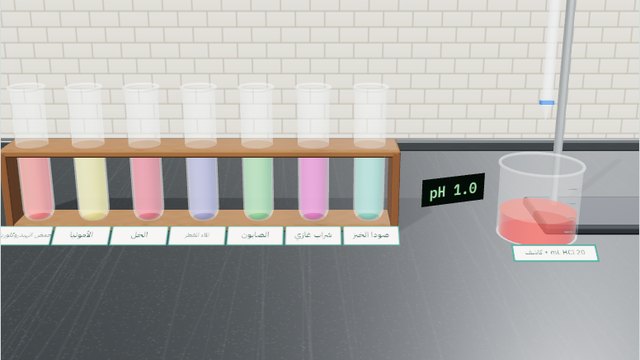 الأمونيا
الخل
الصابون
شراب غازي
صودا الخبز
pH 1.0
20 mL HCl + كاشف